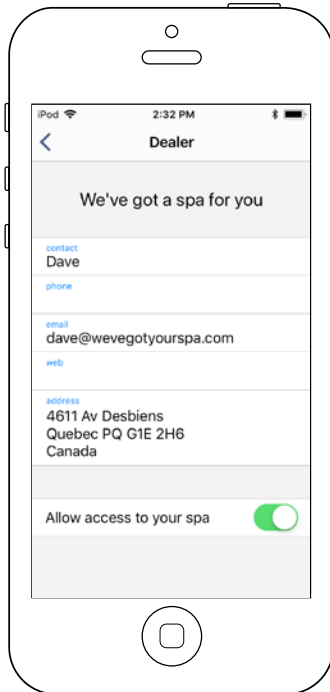 iPod 2:32 PM
Dealer
We've got a spa for you
contact
Dave
phone
email
dave@wevegotyourspa.com
web
address
4611 Av Desbiens
Quebec PQ G1E 2H6
Canada
Allow access to your spa